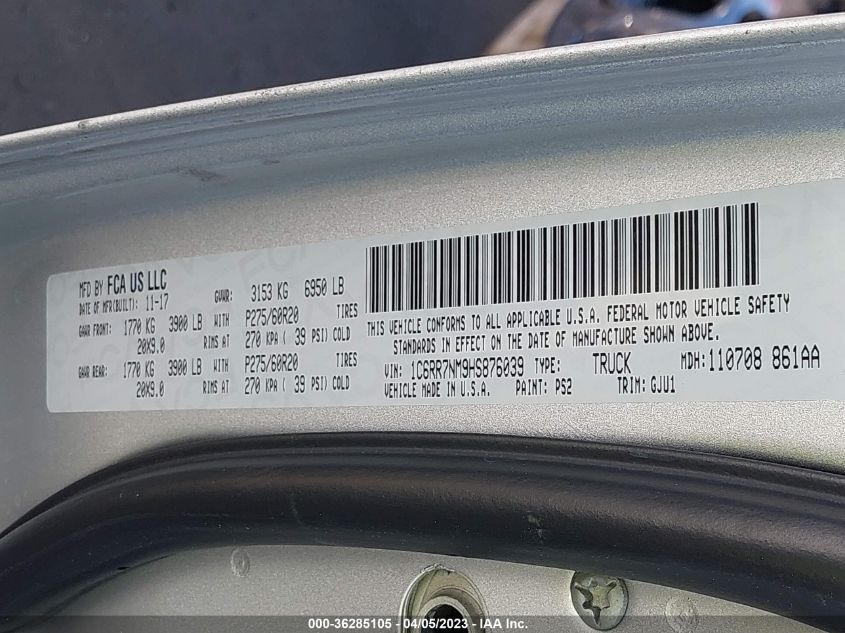 MFD BY FCA US LLC
DATE OF MFR(BUILT): 11-17 GVWR: 3153 KG 6950 LB
GAWR FRONT: 1770 KG 3900 LB WITH P275/60R20 TIRES
20X9.0 RIMS AT 270 KPA ( 39 PSI) COLD
GAWR REAR: 1770 KG 3900 LB WITH P275/60R20 TIRES
20X9.0 RIMS AT 270 KPA ( 39 PSI) COLD
THIS VEHICLE CONFORMS TO ALL APPLICABLE U.S.A. FEDERAL MOTOR VEHICLE SAFETY
STANDARDS IN EFFECT ON THE DATE OF MANUFACTURE SHOWN ABOVE.
VIN: 1C6RR7NM9HS876039 TYPE: TRUCK MDH: 110708 861AA
VEHICLE MADE IN U.S.A. PAINT: PS2 TRIM: GJU1
000-36285105 - 04/05/2023 - IAA Inc.